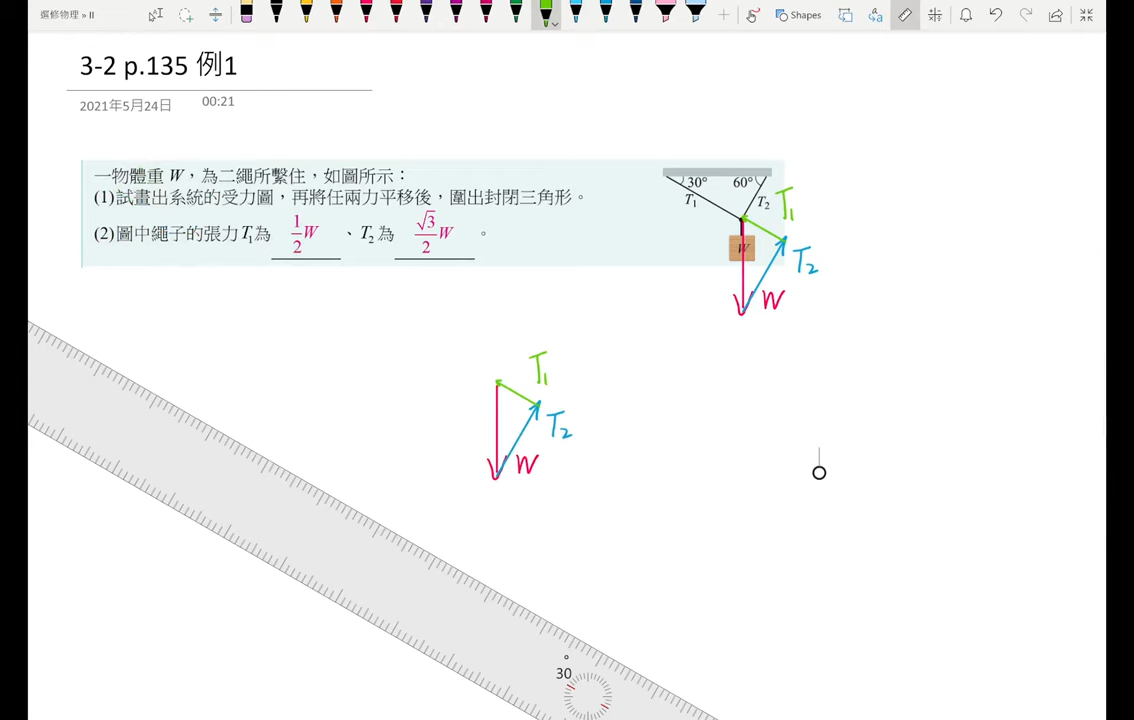 選修物理 » II
Shapes
3-2 p.135 例1
2021年5月24日 00:21
一物體重 W，為二繩所繫住，如圖所示：
(1)試畫出系統的受力圖，再將任兩力平移後，圍出封閉三角形。
(2)圖中繩子的張力T₁為 1/2 W、T₂為 √3/2 W。
30° 60°
T₁ T₂ T₁
W T₂
W
T₁
T₂
W
30